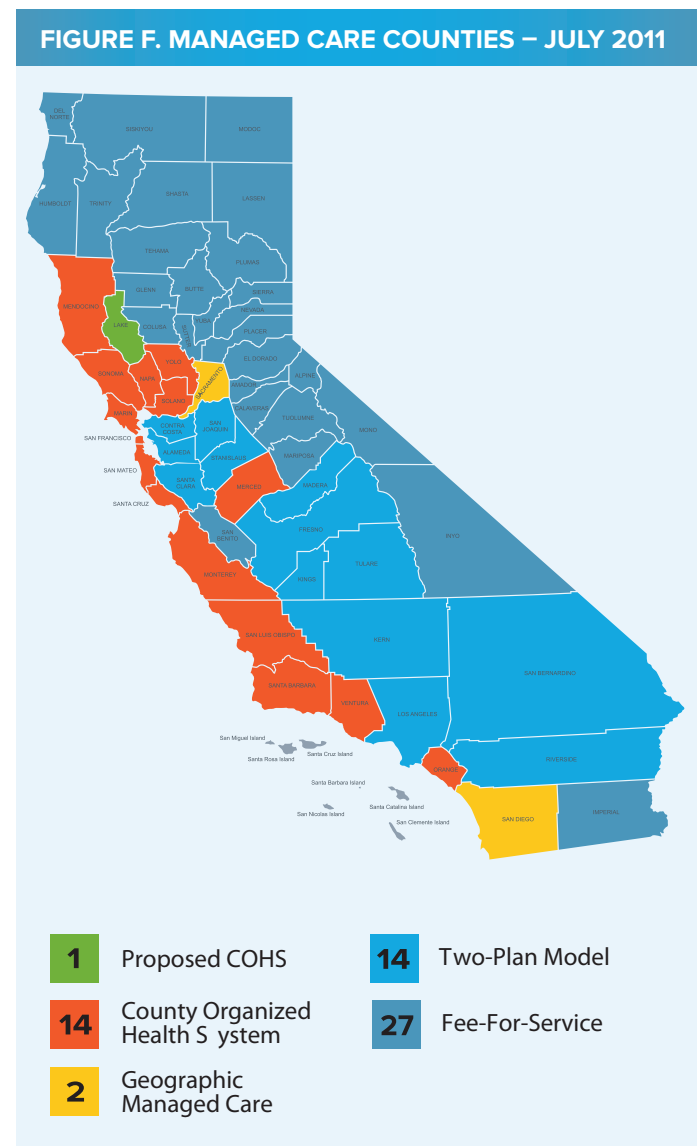 FIGURE F. MANAGED CARE COUNTIES – JULY 2011
DEL
NORTE
SISKIYOU
MODOC
HUMBOLDT
TRINITY
SHASTA
LASSEN
TEHAMA
PLUMAS
GLENN
BUTTE
SIERRA
MENDOCINO
LAKE
COLUSA
SUTTER
YUBA
NEVADA
PLACER
SONOMA
NAPA
YOLO
SACRAMENTO
EL DORADO
ALPINE
AMADOR
SOLANO
MARIN
CALAVERAS
TUOLUMNE
MONO
CONTRA
COSTA
SAN
JOAQUIN
SAN FRANCISCO
ALAMEDA
STANISLAUS
MARIPOSA
SAN MATEO
SANTA
CLARA
MERCED
MADERA
SANTA CRUZ
SAN
BENITO
FRESNO
INYO
MONTEREY
KINGS
TULARE
SAN LUIS OBISPO
KERN
SAN BERNARDINO
SANTA BARBARA
VENTURA
LOS ANGELES
San Miguel Island
Santa Rosa Island
Santa Cruz Island
ORANGE
RIVERSIDE
Santa Barbara Island
San Nicolas Island
Santa Catalina Island
San Clemente Island
SAN DIEGO
IMPERIAL
1 Proposed COHS
14 County Organized
Health S ystem
2 Geographic
Managed Care
14 Two-Plan Model
27 Fee-For-Service